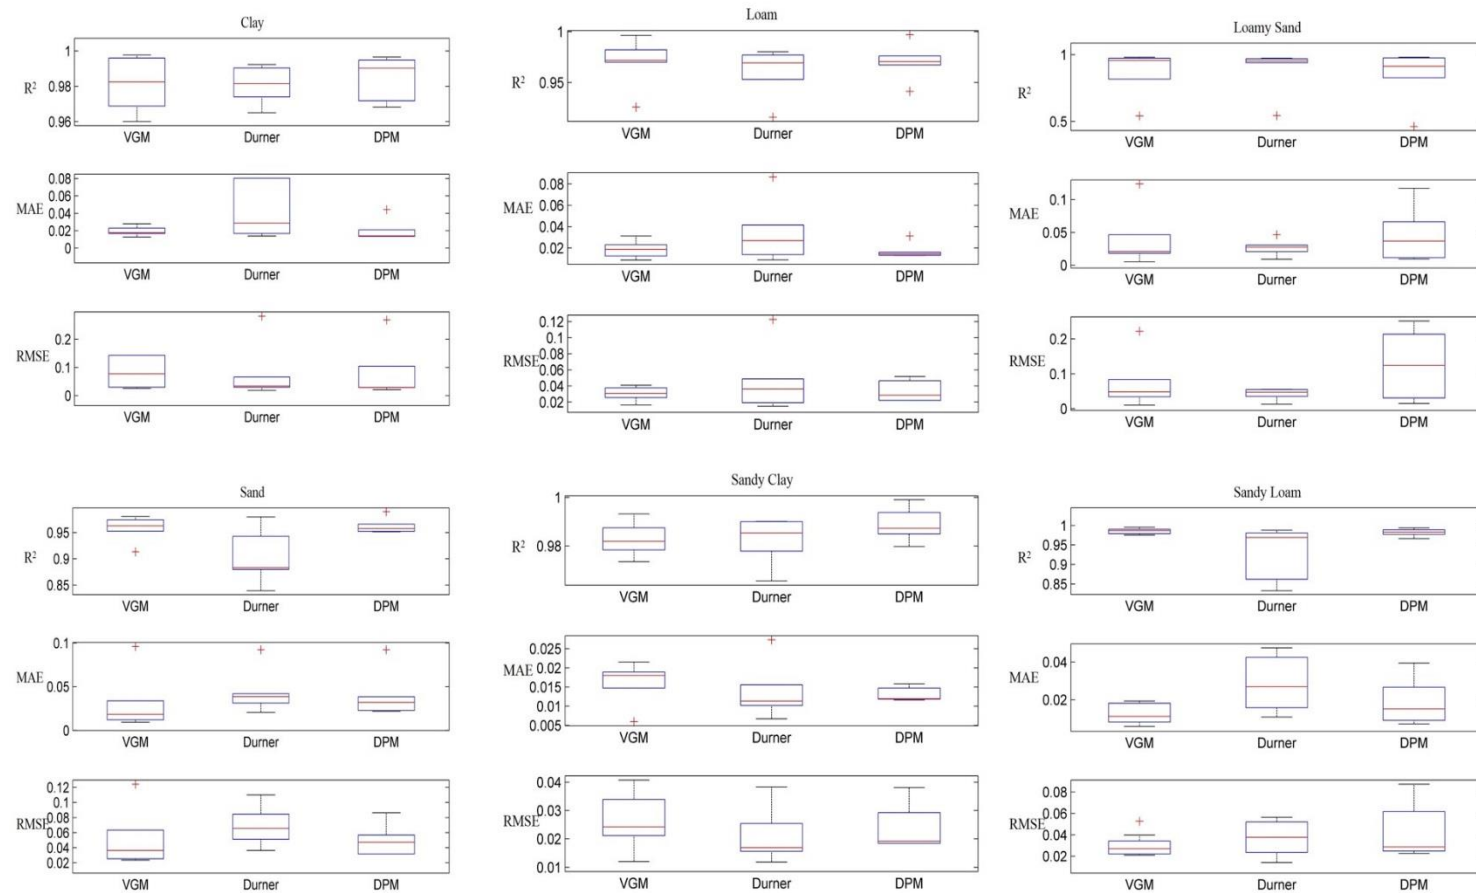 Clay
1
0.98
0.96
R²
VGM Durner DPM
0.08
0.06
0.04
0.02
0
MAE
VGM Durner DPM
0.2
0.1
0
RMSE
VGM Durner DPM
Loam
1
0.95
R²
VGM Durner DPM
0.08
0.06
0.04
0.02
MAE
VGM Durner DPM
0.12
0.1
0.08
0.06
0.04
0.02
RMSE
VGM Durner DPM
Loamy Sand
1
0.5
R²
VGM Durner DPM
0.1
0.05
0
MAE
VGM Durner DPM
0.2
0.1
0
RMSE
VGM Durner DPM
Sand
0.95
0.9
0.85
R²
VGM Durner DPM
0.1
0.05
0
MAE
VGM Durner DPM
0.12
0.1
0.08
0.06
0.04
0.02
RMSE
VGM Durner DPM
Sandy Clay
1
0.98
R²
VGM Durner DPM
0.025
0.02
0.015
0.01
0.005
MAE
VGM Durner DPM
0.04
0.03
0.02
0.01
RMSE
VGM Durner DPM
Sandy Loam
1
0.95
0.9
0.85
R²
VGM Durner DPM
0.04
0.02
MAE
VGM Durner DPM
0.08
0.06
0.04
0.02
RMSE
VGM Durner DPM